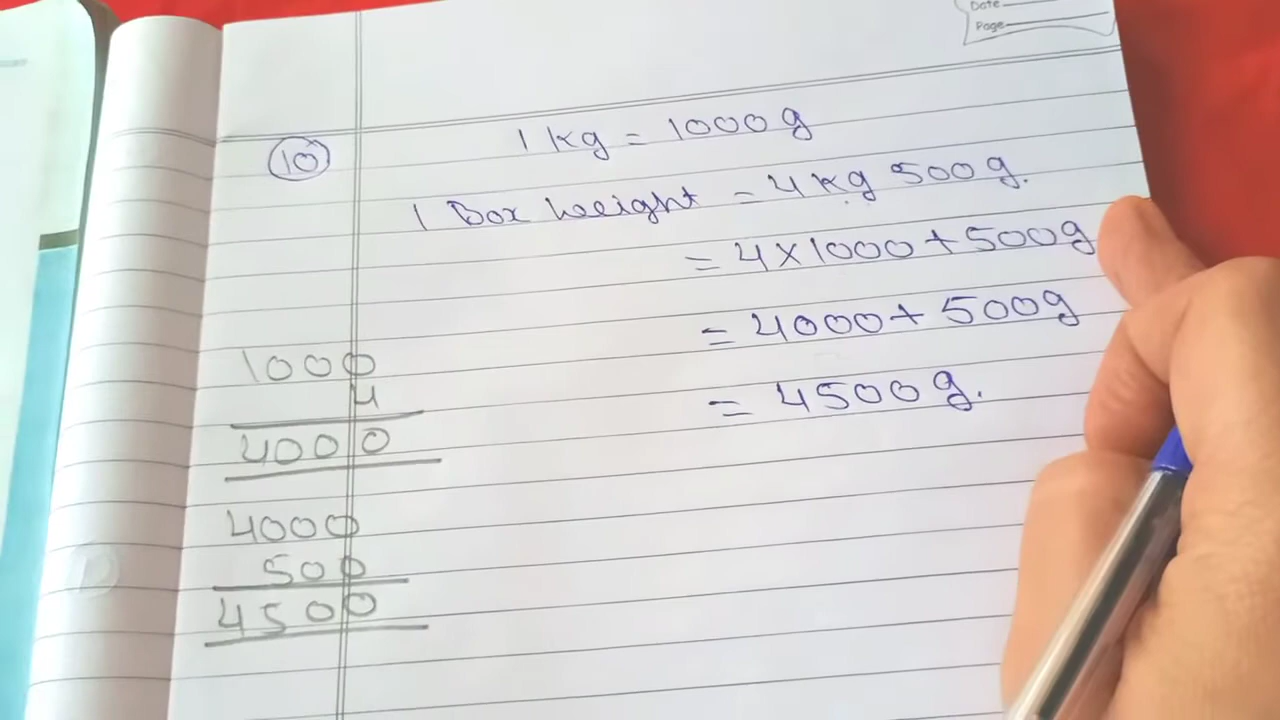 Date
Page
10
1 kg = 1000 g
1 Box height = 4 kg 500 g.
= 4 × 1000 + 500 g
= 4000 + 500 g
= 4500 g.
1000
4
4000
4000
500
4500